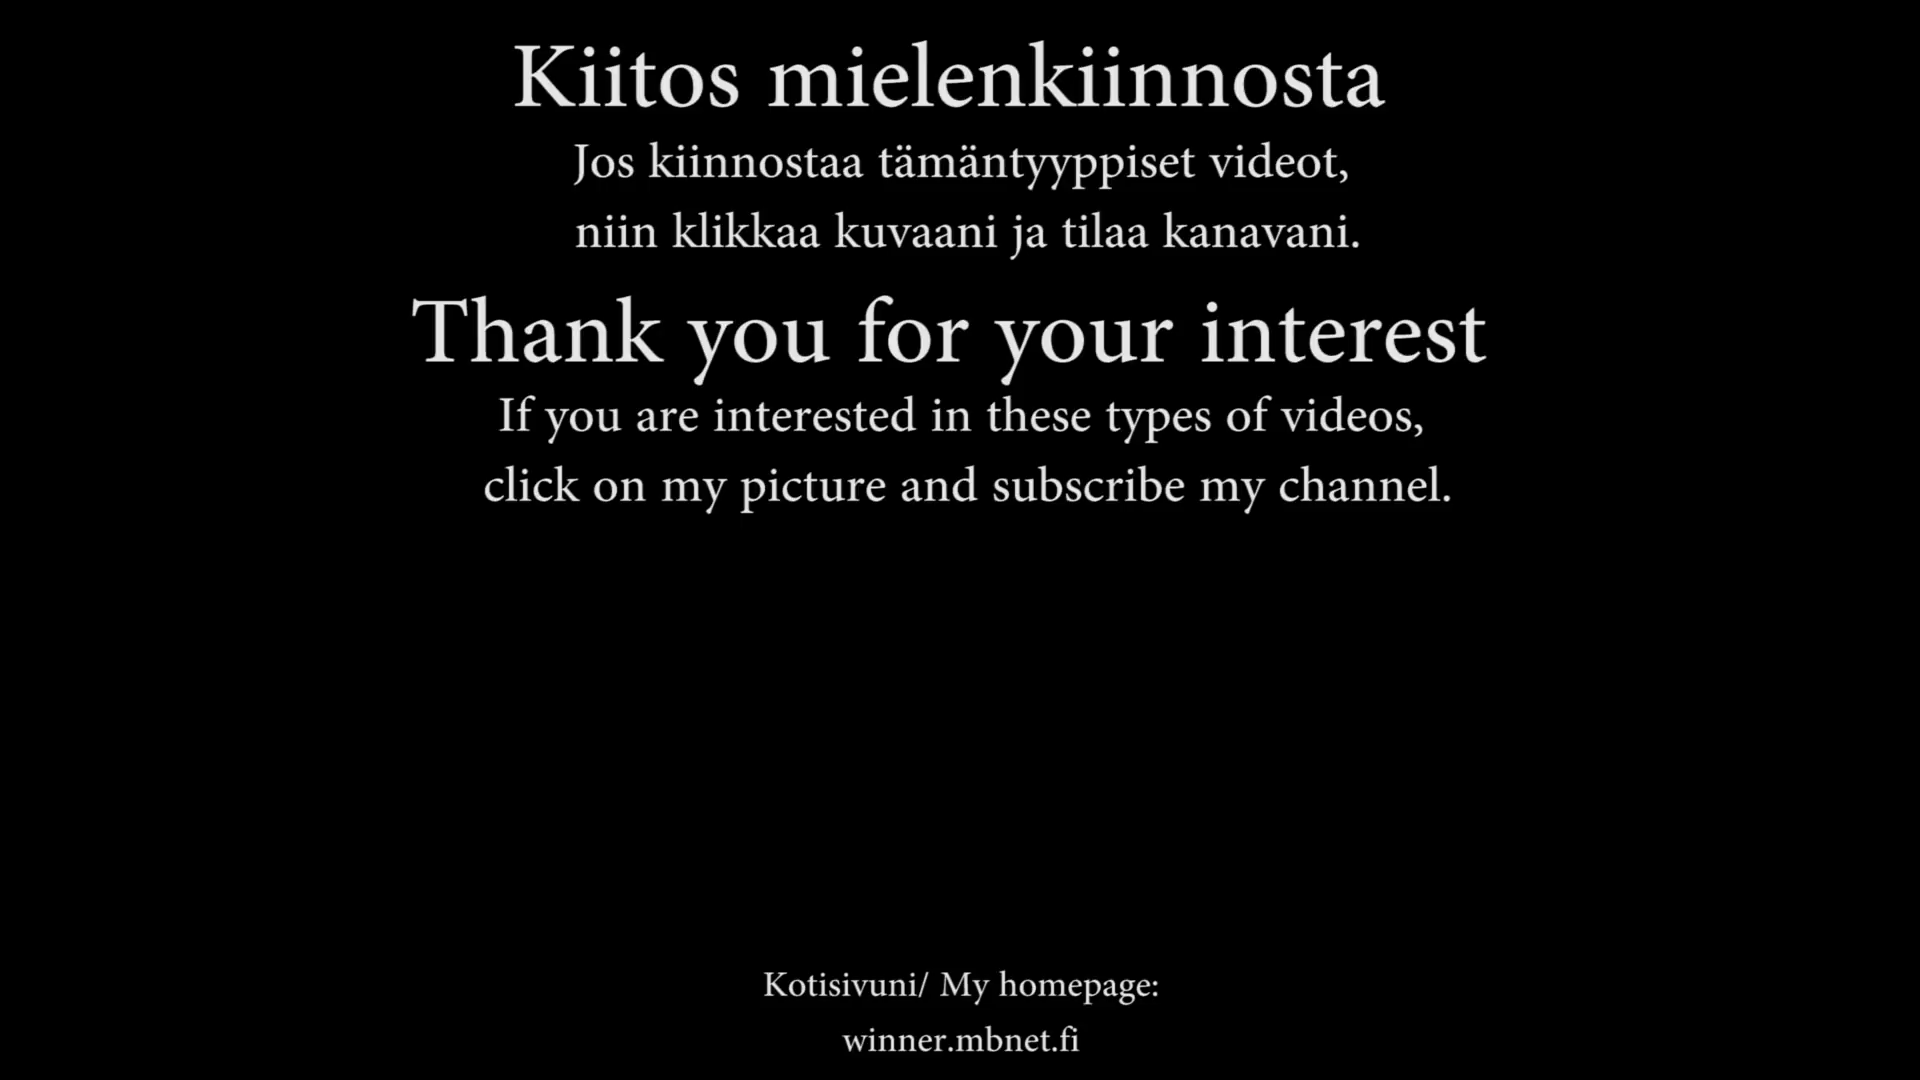 Kiitos mielenkiinnosta
Jos kiinnostaa tämäntyyppiset videot,
niin klikkaa kuvaani ja tilaa kanavani.
Thank you for your interest
If you are interested in these types of videos,
click on my picture and subscribe my channel.
Kotisivuni/ My homepage:
winner.mbnet.fi